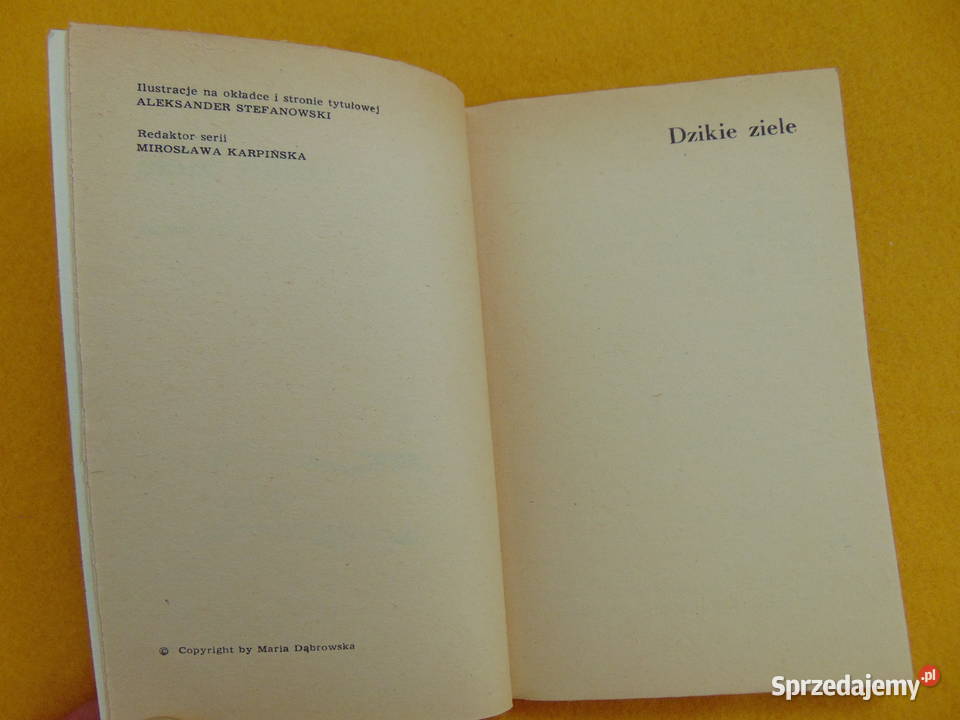 Ilustracje na okładce i stronie tytułowej
ALEKSANDER STEFANOWSKI
Redaktor serii
MIROSŁAWA KARPIŃSKA
© Copyright by Maria Dąbrowska
Dzikie ziele
Sprzedajemy.pl